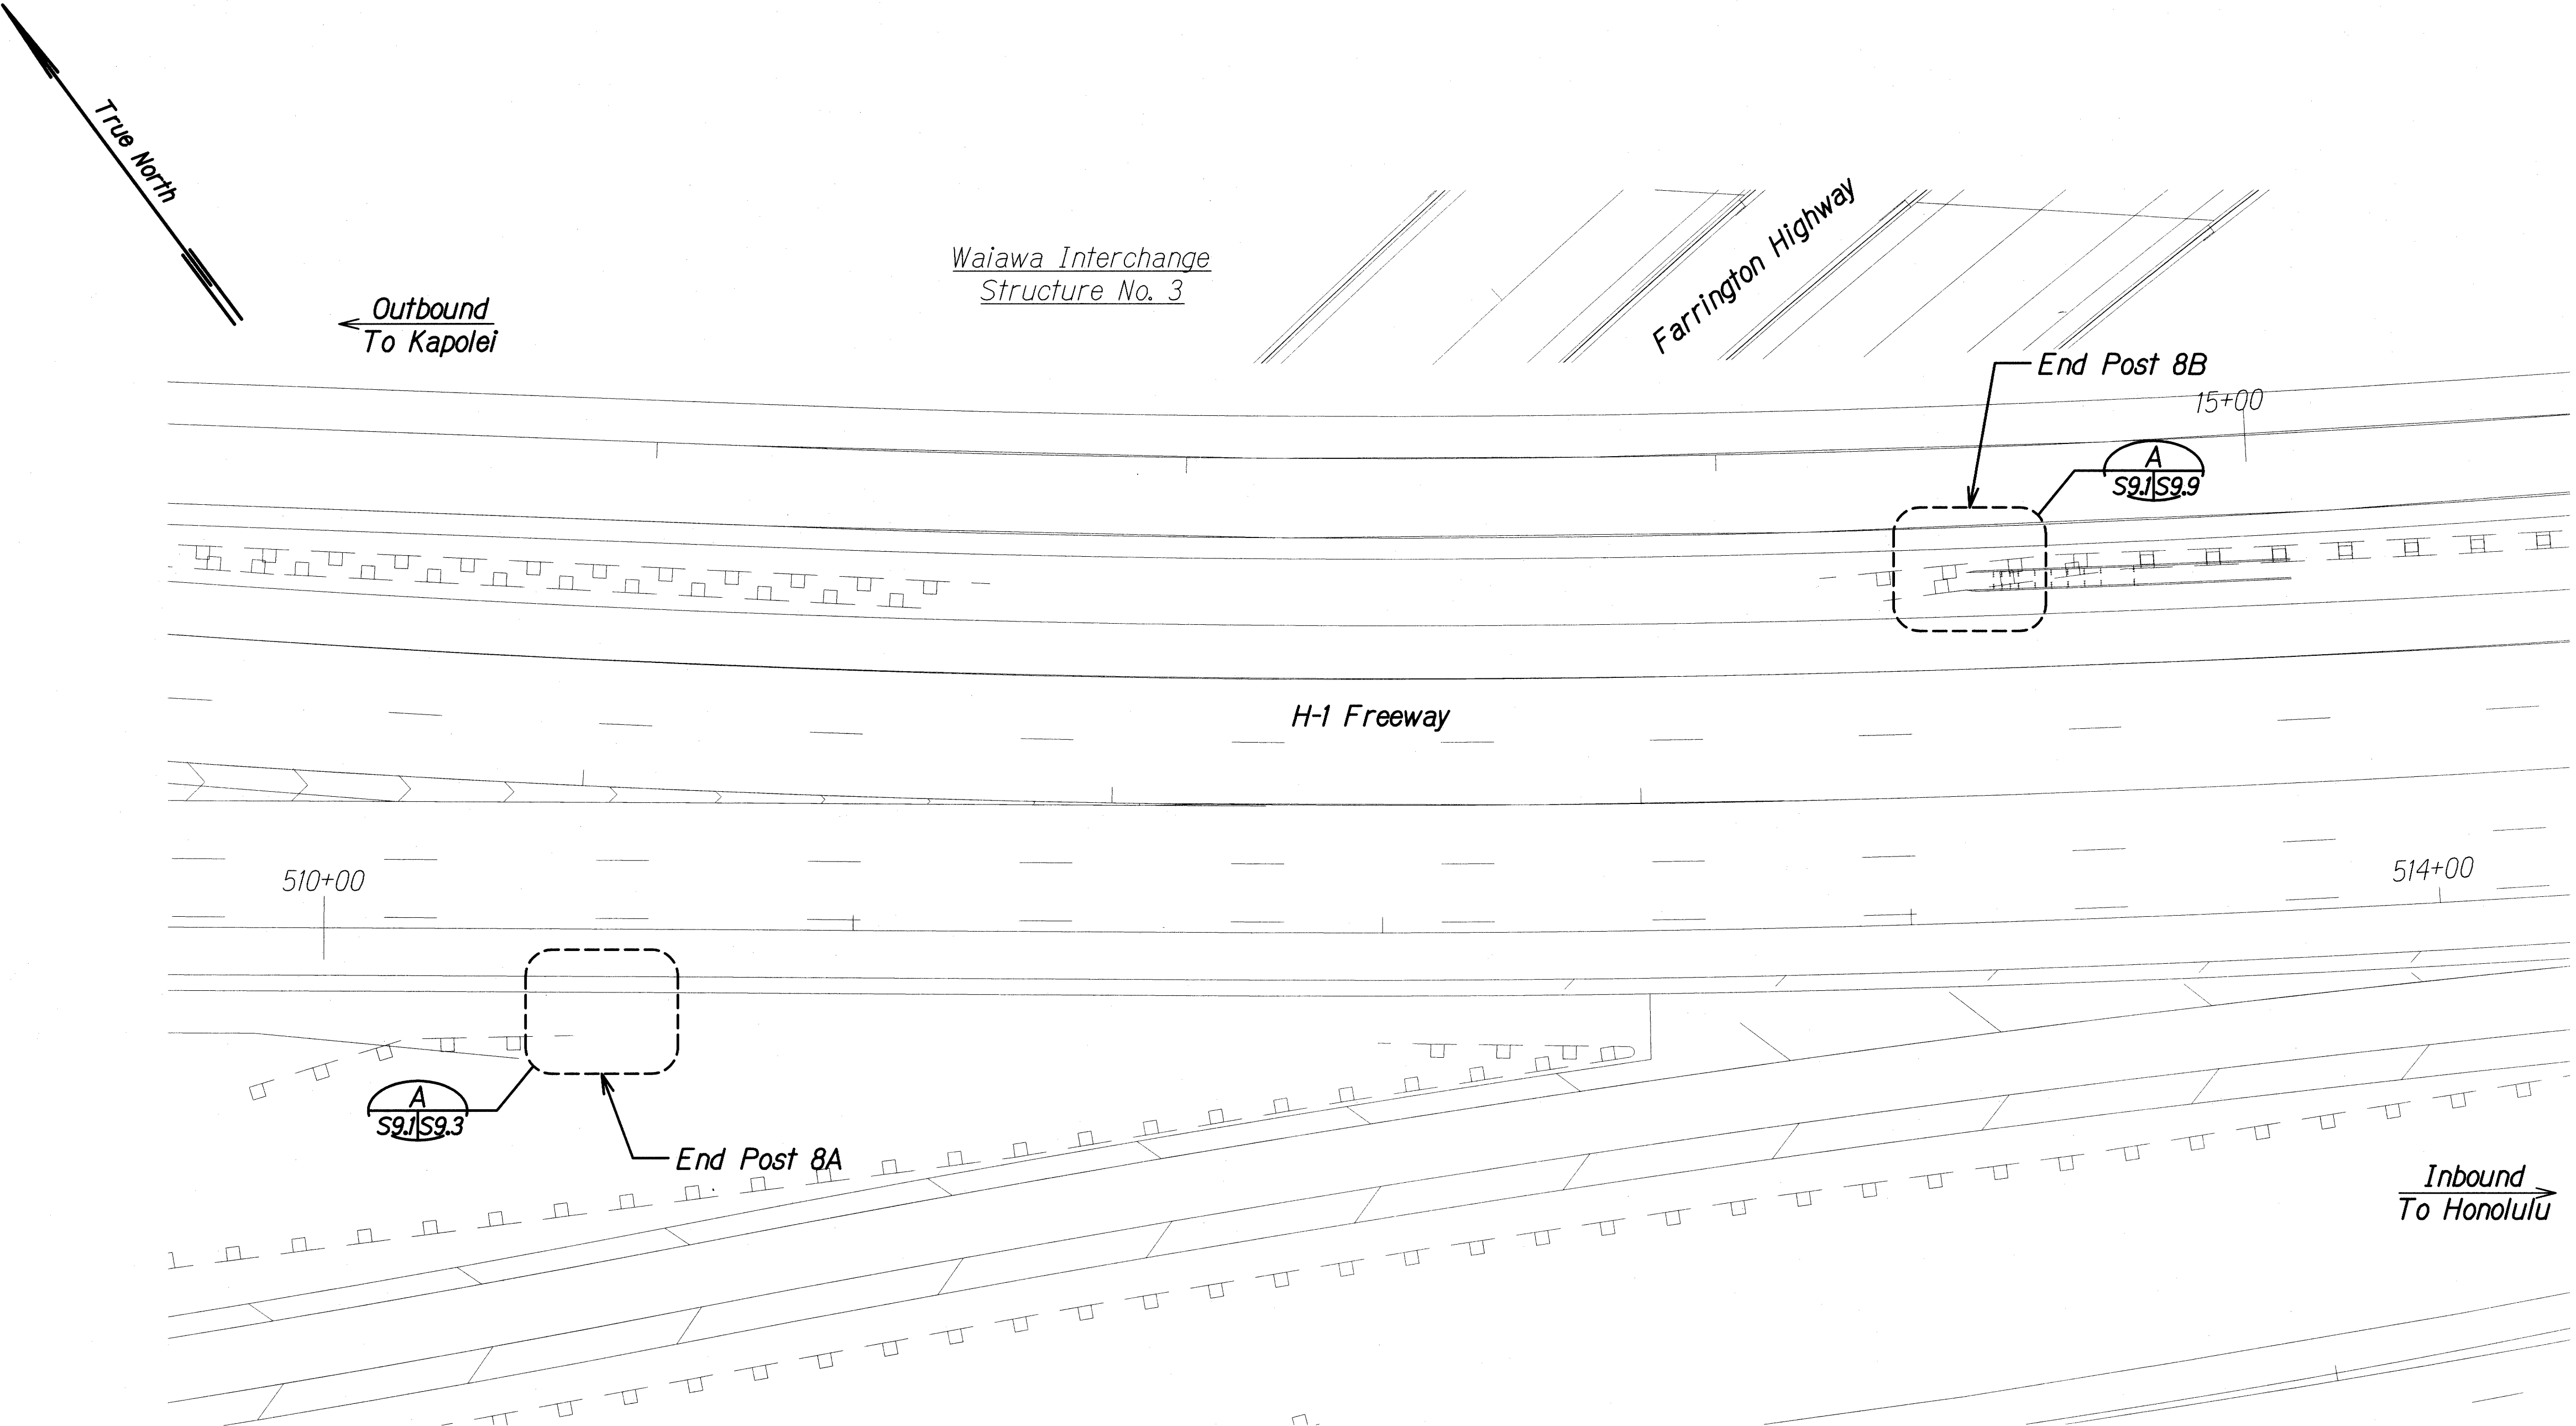 True North
Outbound
To Kapolei
Waiawa Interchange
Structure No. 3
Farrington Highway
End Post 8B
15+00
A
S9.1 S9.9
H-1 Freeway
510+00
514+00
A
S9.1 S9.3
End Post 8A
Inbound
To Honolulu